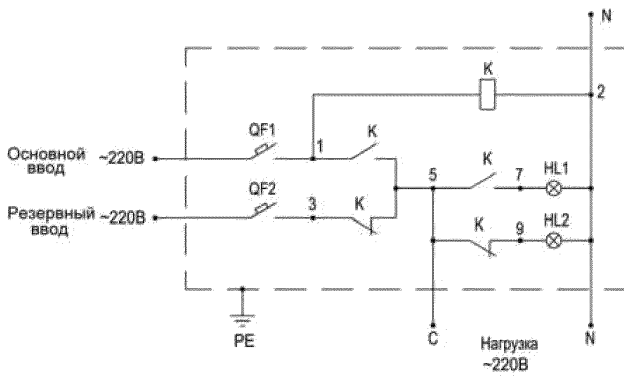 N
K
2
QF1
1
K
Основной
ввод
~220В
QF2
3
K
Резервный
ввод
~220В
5
K
7
HL1
K
9
HL2
PE
C
Нагрузка
~220В
N